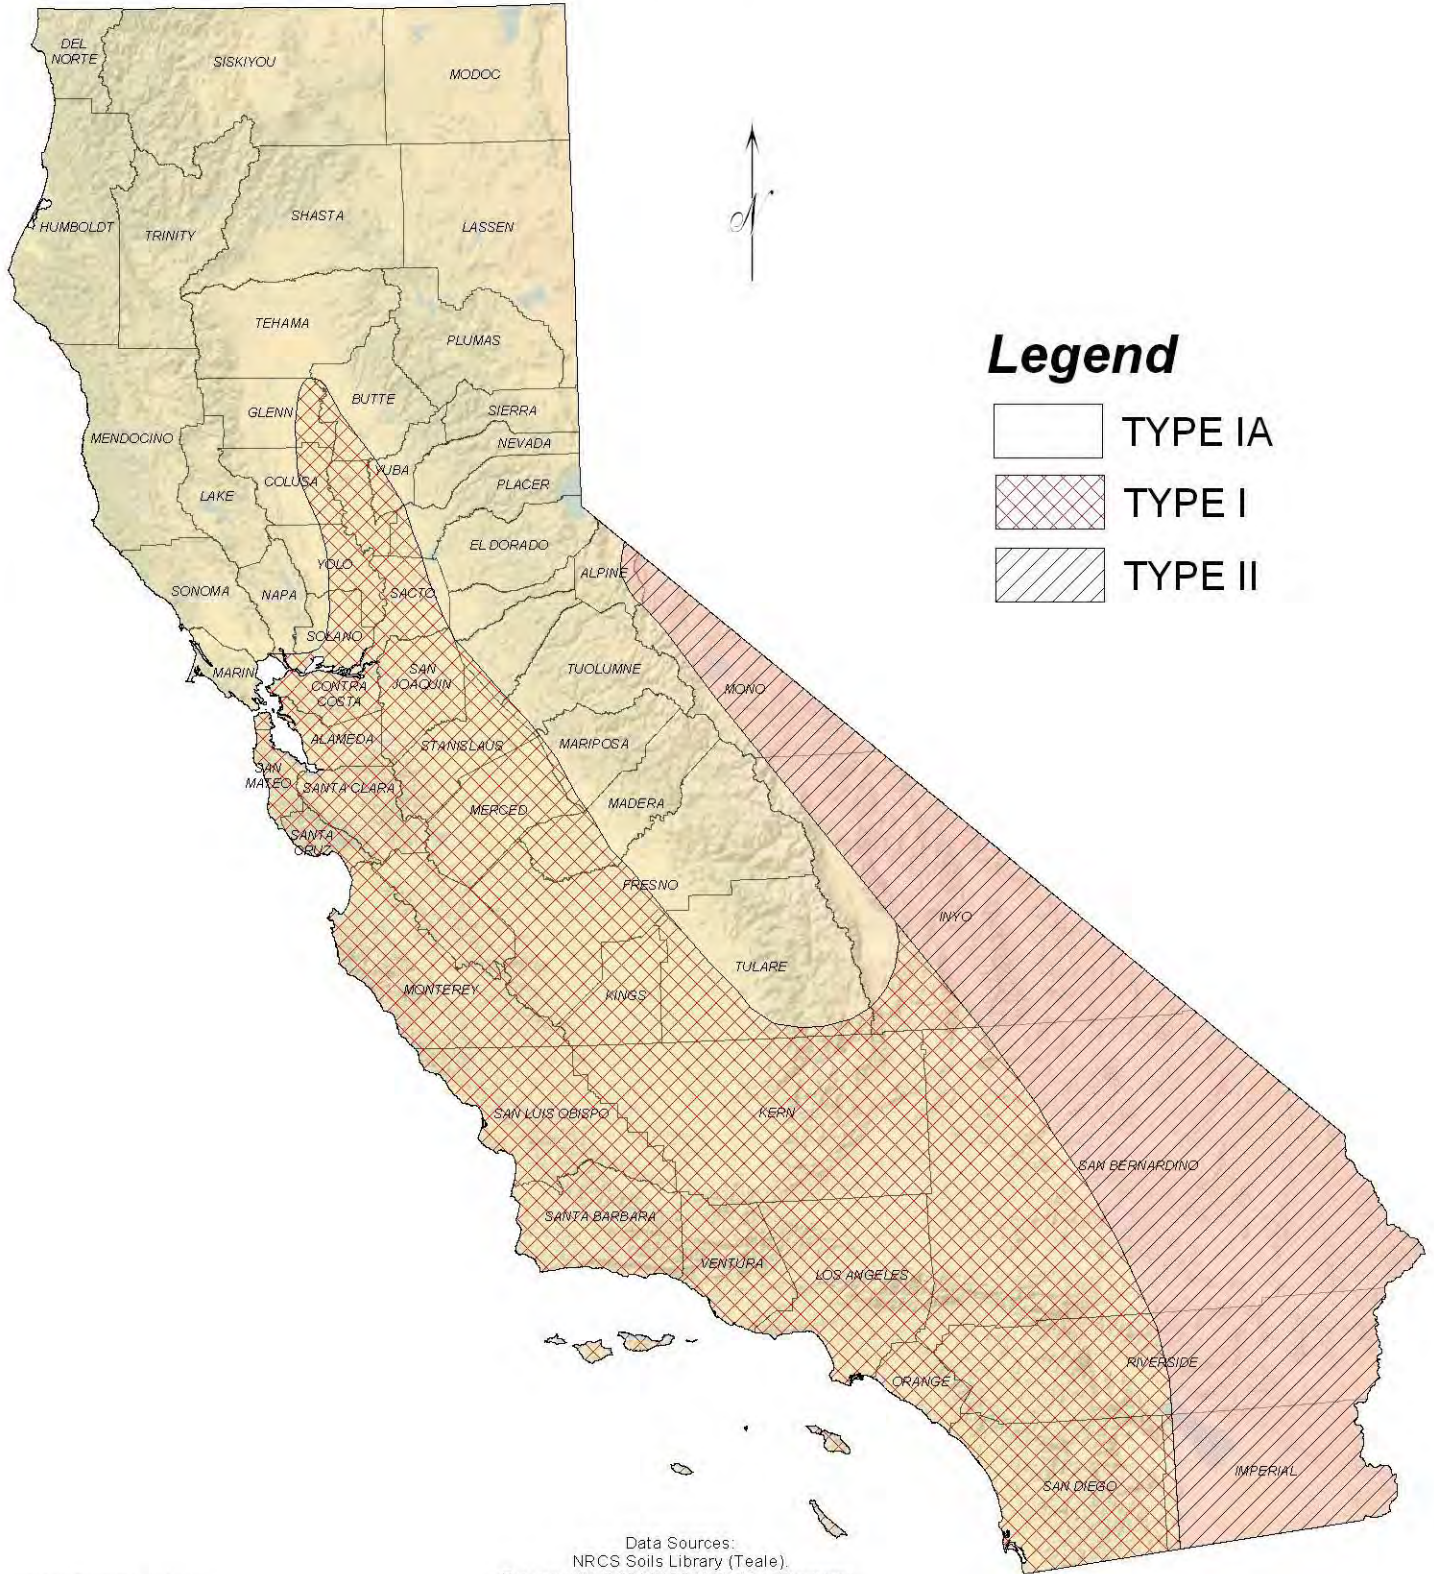 DEL
NORTE
SISKIYOU
MODOC
HUMBOLDT
TRINITY
SHASTA
LASSEN
N
TEHAMA
PLUMAS
Legend
TYPE IA
TYPE I
TYPE II
GLENN
BUTTE
SIERRA
MENDOCINO
NEVADA
COLUSA
YUBA
LAKE
PLACER
EL DORADO
YOLO
ALPINE
SONOMA
NAPA
SACTO
SOLANO
MARIN
CONTRA
COSTA
SAN
JOAQUIN
TUOLUMNE
MONO
ALAMEDA
STANISLAUS
MARIPOSA
SAN
MATEO
SANTA CLARA
MERCED
MADERA
SANTA
CRUZ
FRESNO
INYO
MONTEREY
KINGS
TULARE
SAN LUIS OBISPO
KERN
SAN BERNARDINO
SANTA BARBARA
VENTURA
LOS ANGELES
ORANGE
RIVERSIDE
SAN DIEGO
IMPERIAL
Data Sources:
NRCS Soils Library (Teale).